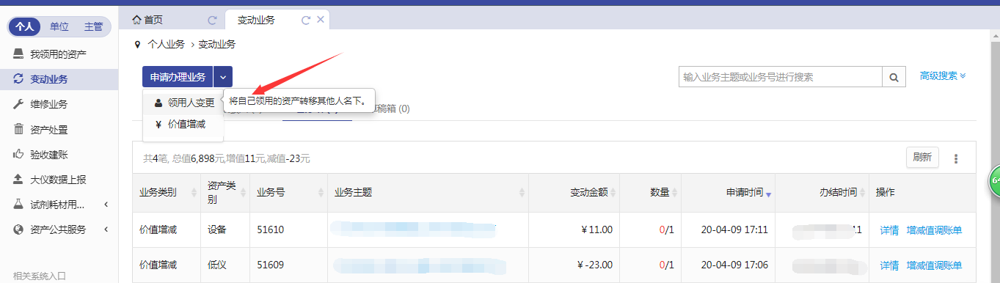 个人 单位 主管
首页 变动业务
我领用的资产
变动业务
维修业务
资产处置
验收建账
大仪数据上报
试剂耗材用...
资产公共服务
相关系统入口
个人业务 > 变动业务
申请办理业务
输入业务主题或业务号进行搜索
高级搜索
领用人变更
将自己领用的资产转移其他人名下。
¥ 价值增减
稿箱 (0)
共4笔, 总值6,898元,增值11元,减值-23元
刷新
业务类别 资产类别 业务号 业务主题 变动金额 数量 申请时间 办结时间 操作
价值增减 设备 51610 ¥11.00 0/1 20-04-09 17:11 详情 增减值调账单
价值增减 低仪 51609 ¥-23.00 0/1 20-04-09 17:06 详情 增减值调账单